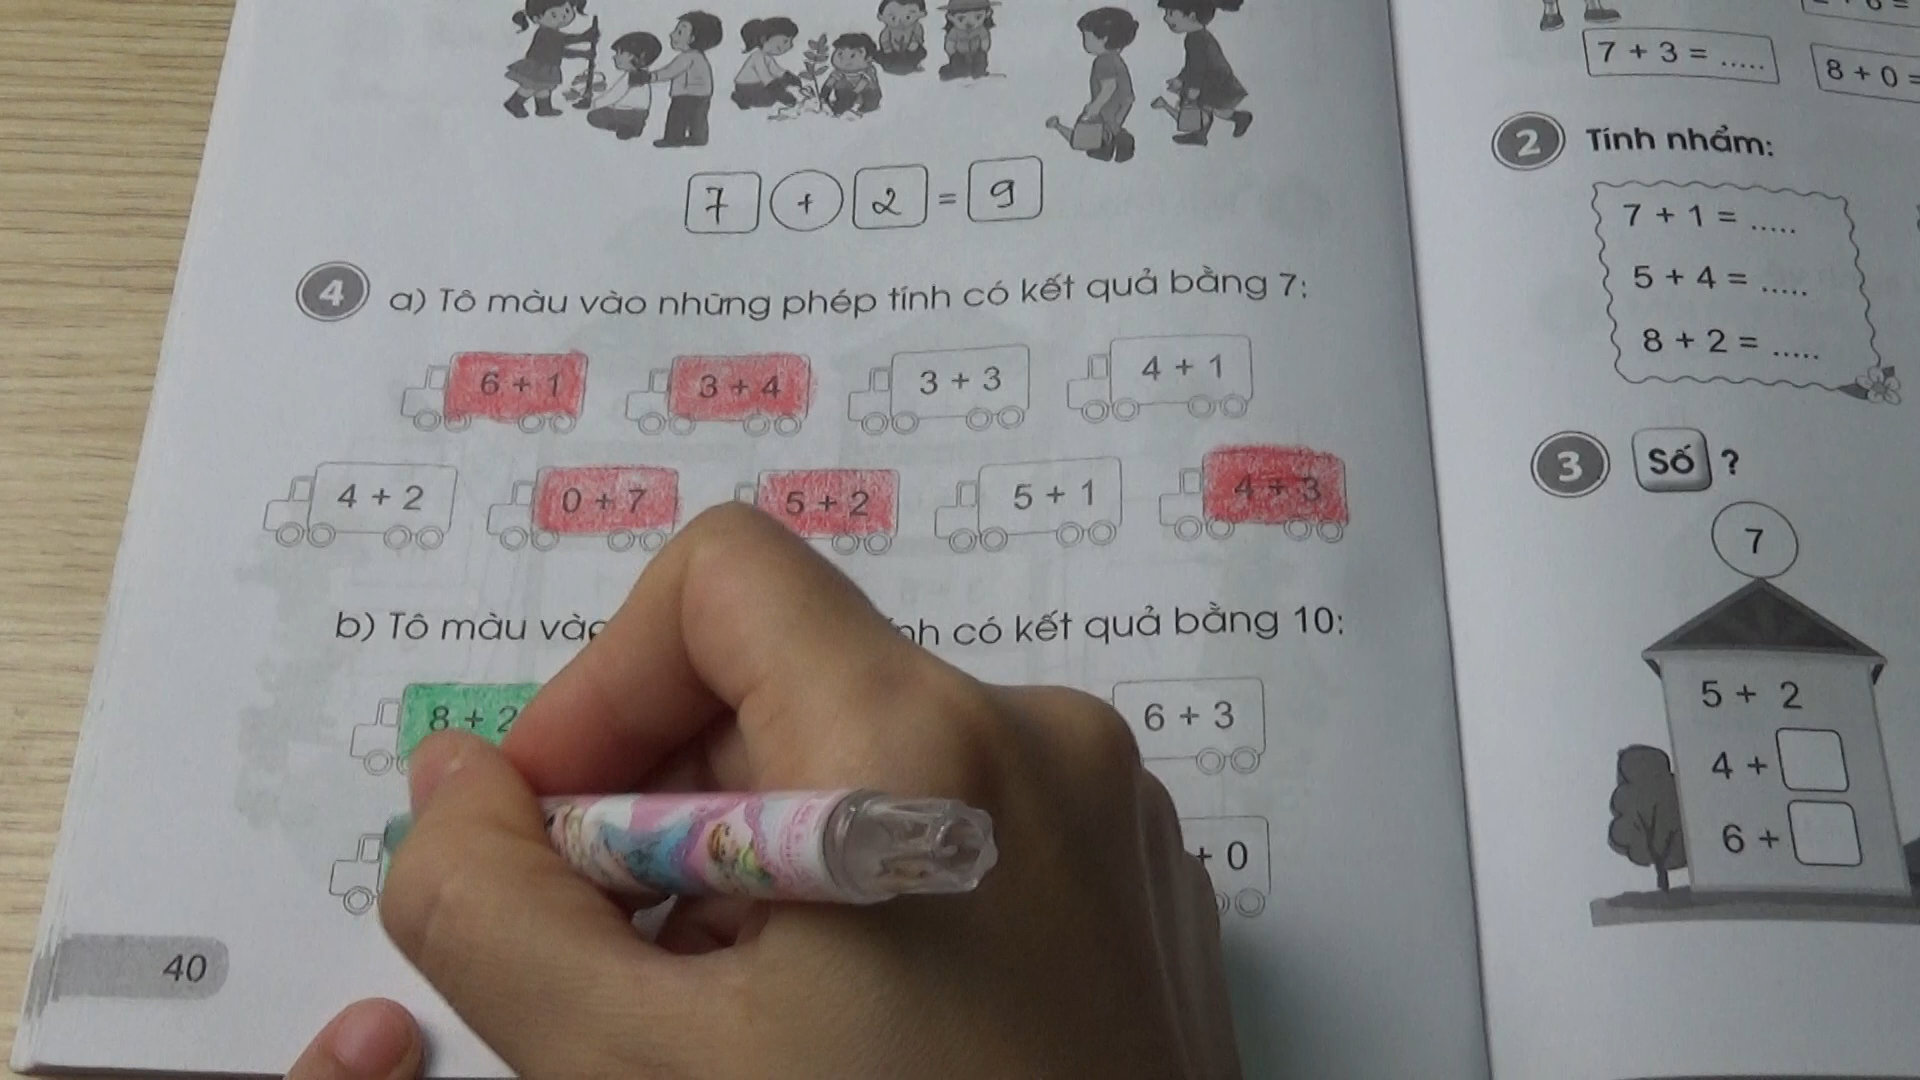 7 + 2 = 9
4 a) Tô màu vào những phép tính có kết quả bằng 7:
6 + 1 3 + 4 3 + 3 4 + 1
4 + 2 0 + 7 5 + 2 5 + 1 4 + 3
b) Tô màu có kết quả bằng 10:
8 + 2 6 + 3
+ 0
40
7 + 3 = ..... 8 + 0 =
2 Tính nhẩm:
7 + 1 = .....
5 + 4 = .....
8 + 2 = .....
3 Số ?
7
5 + 2
4 +
6 +